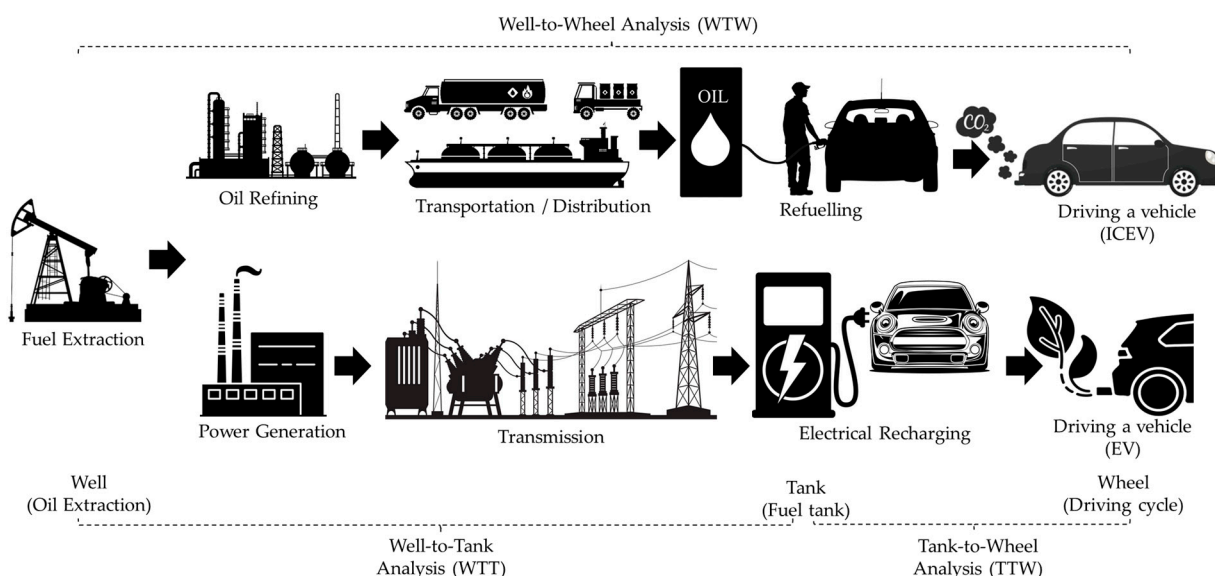 Well-to-Wheel Analysis (WTW)
OIL
CO₂
Oil Refining
Transportation / Distribution
Refuelling
Driving a vehicle
(ICEV)
Fuel Extraction
Power Generation
Transmission
Electrical Recharging
Driving a vehicle
(EV)
Well
(Oil Extraction)
Tank
(Fuel tank)
Wheel
(Driving cycle)
Well-to-Tank
Analysis (WTT)
Tank-to-Wheel
Analysis (TTW)